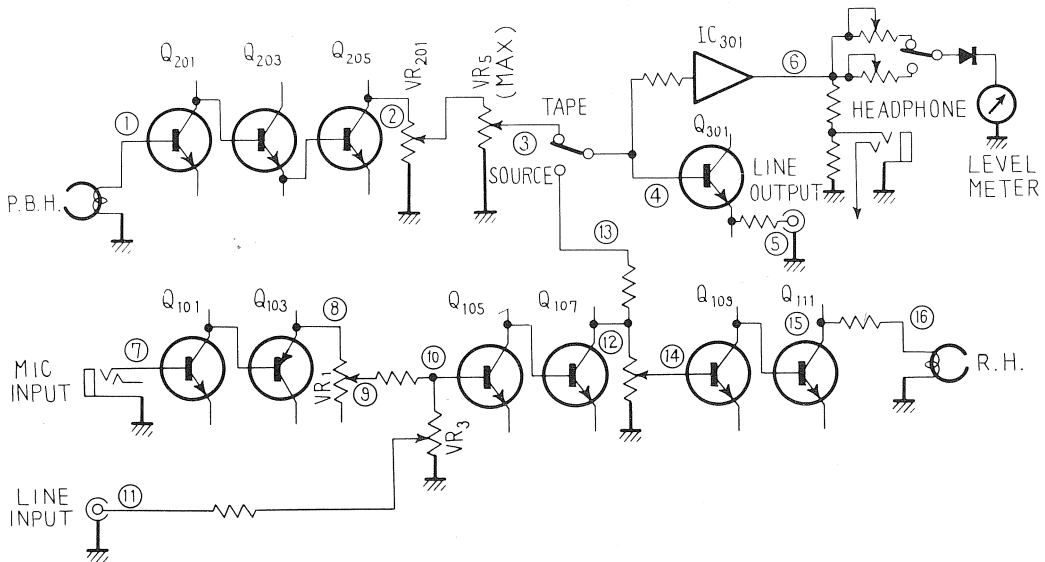 Q201
Q203
Q205
VR201
VR5
(MAX)
IC301
①
②
③
④
⑤
⑥
TAPE
SOURCE
Q301
LINE
OUTPUT
HEADPHONE
LEVEL
METER
P.B.H.
⑬
Q101
Q103
⑧
Q105
Q107
Q109
Q111
⑮
⑯
MIC
INPUT
⑦
VR1
⑨
⑩
⑫
⑭
R.H.
VR3
LINE
INPUT
⑪